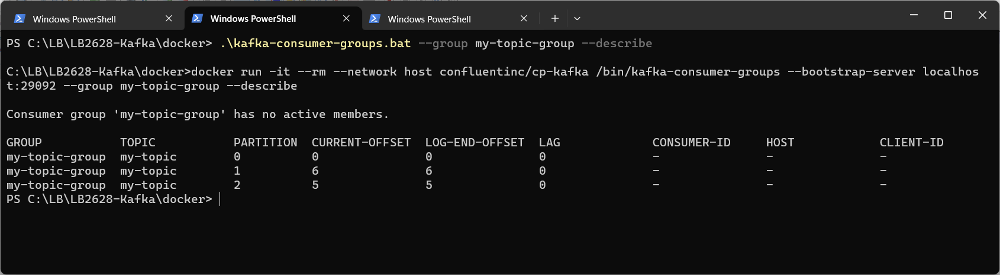 Windows PowerShell Windows PowerShell Windows PowerShell
PS C:\LB\LB2628-Kafka\docker> .\kafka-consumer-groups.bat --group my-topic-group --describe
C:\LB\LB2628-Kafka\docker>docker run -it --rm --network host confluentinc/cp-kafka /bin/kafka-consumer-groups --bootstrap-server localhos
t:29092 --group my-topic-group --describe
Consumer group 'my-topic-group' has no active members.
GROUP TOPIC PARTITION CURRENT-OFFSET LOG-END-OFFSET LAG CONSUMER-ID HOST CLIENT-ID
my-topic-group my-topic 0 0 0 0 - - -
my-topic-group my-topic 1 6 6 0 - - -
my-topic-group my-topic 2 5 5 0 - - -
PS C:\LB\LB2628-Kafka\docker>